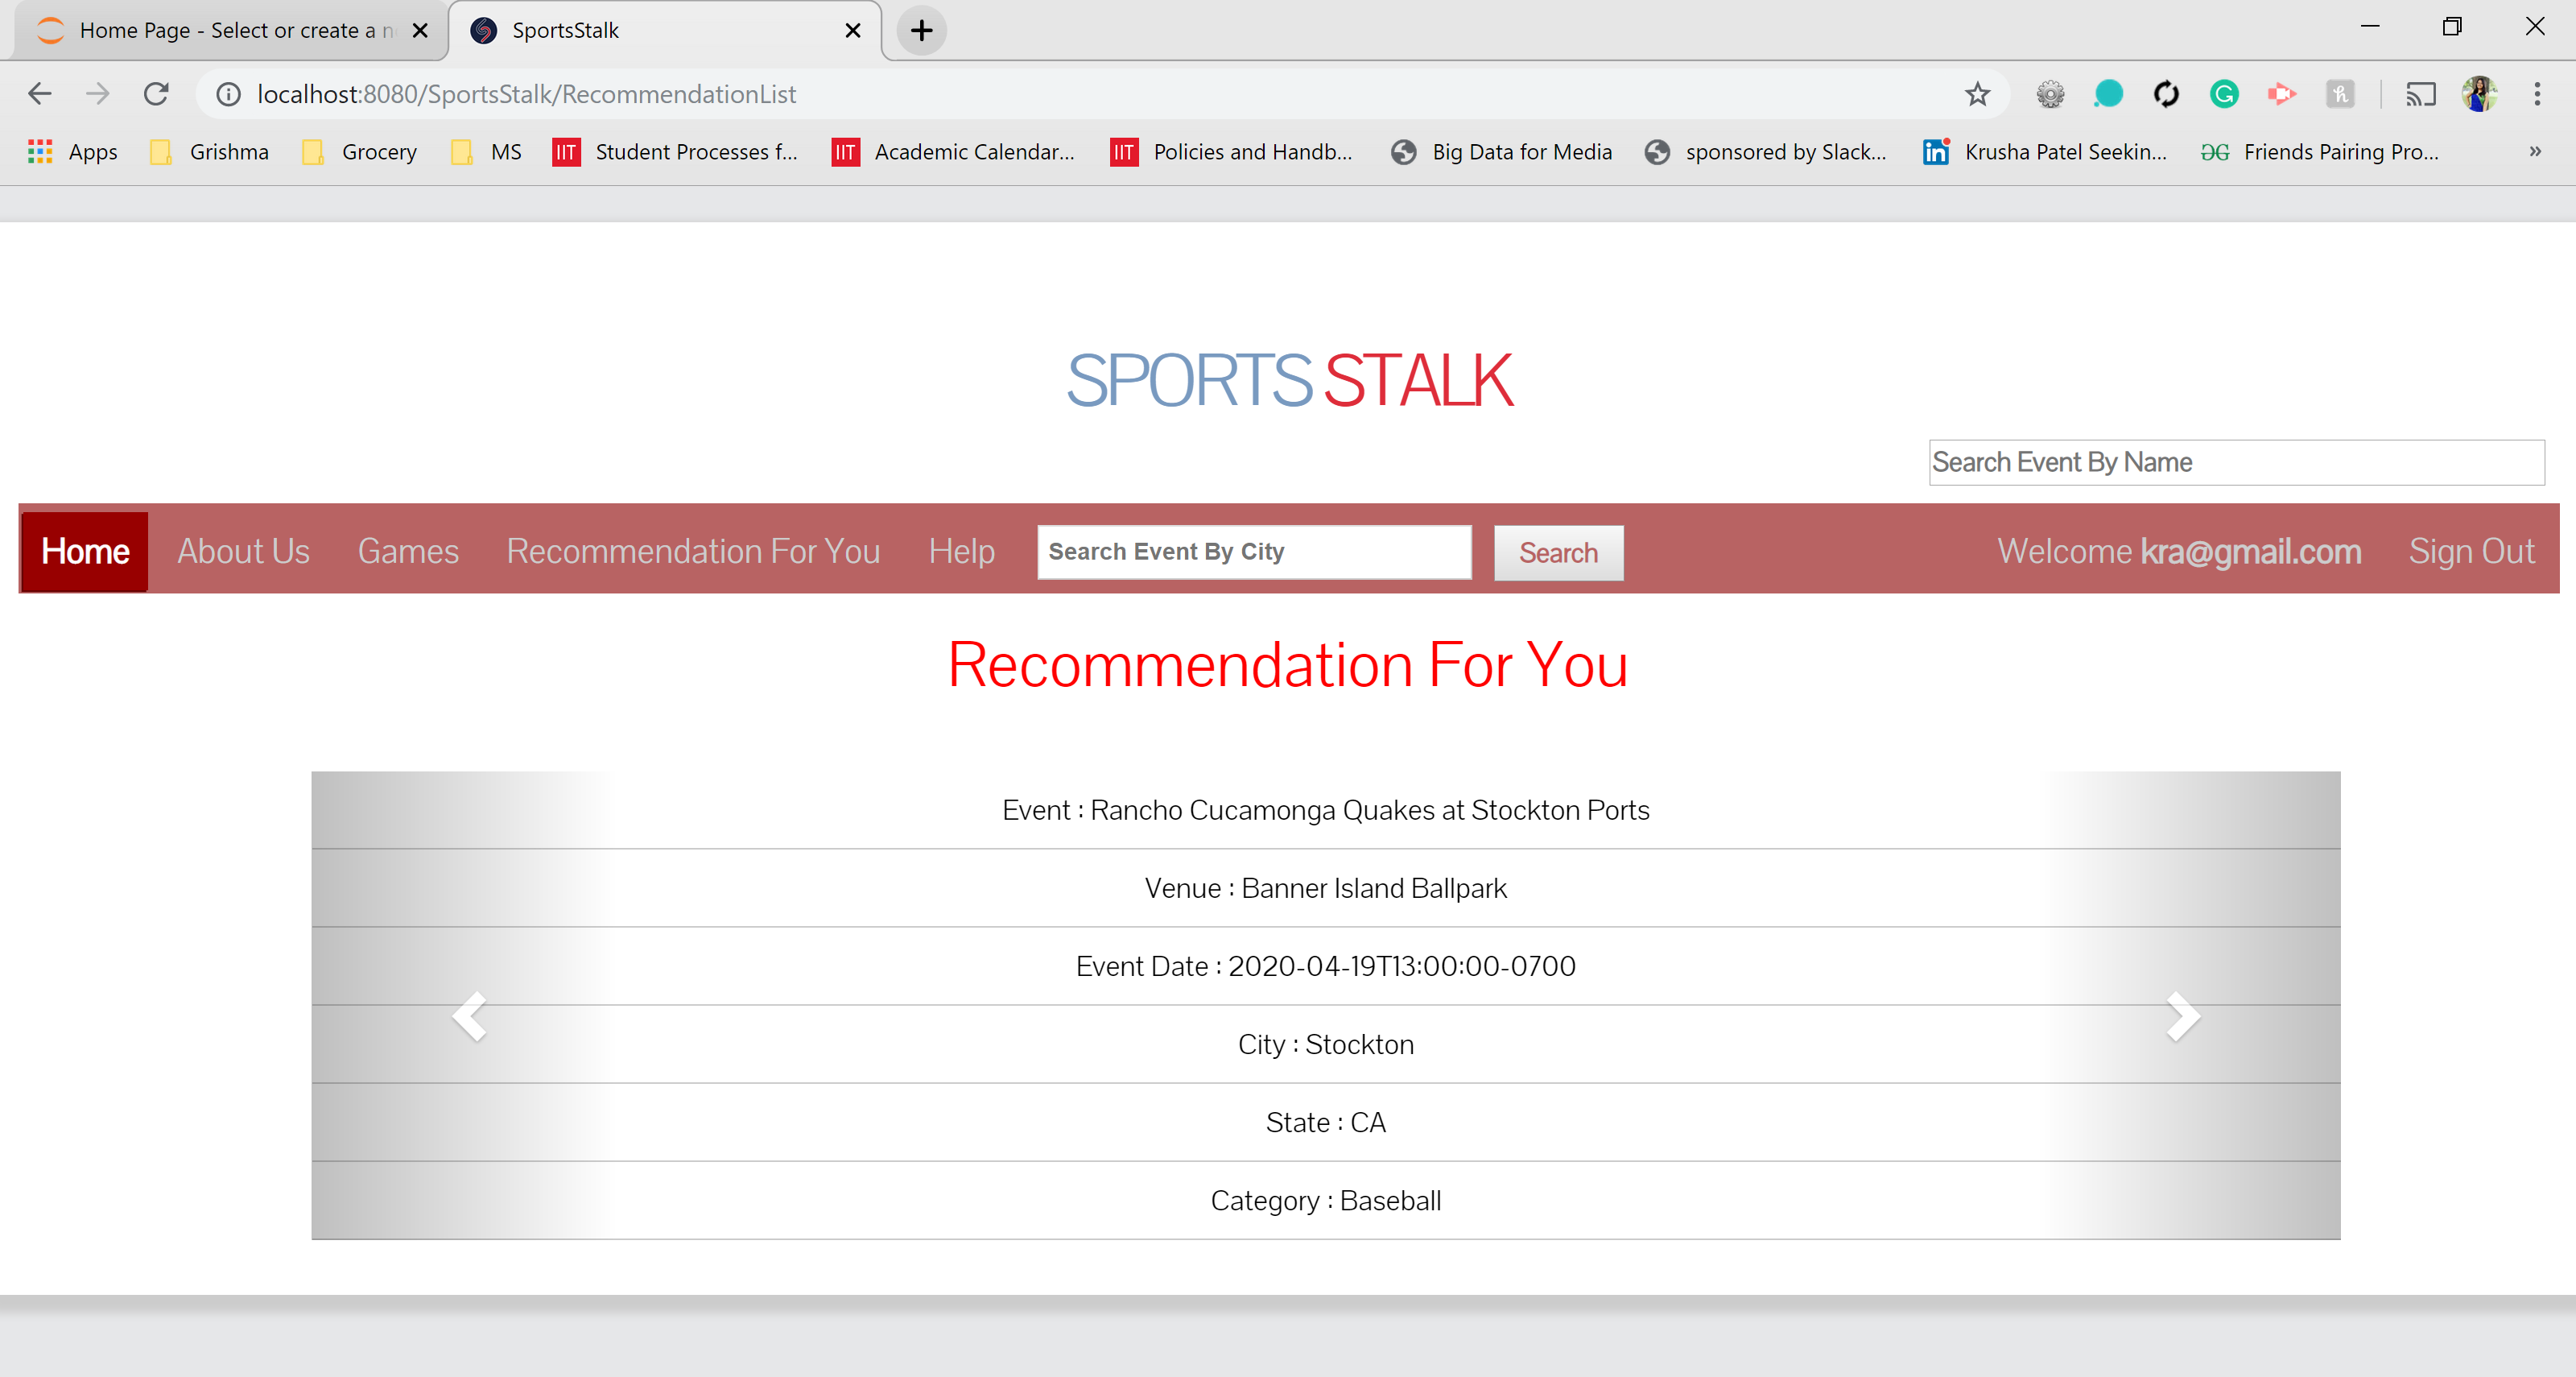 Home Page - Select or create a n
SportsStalk
localhost:8080/SportsStalk/RecommendationList
Apps
Grishma
Grocery
MS
IIT Student Processes f...
IIT Academic Calendar...
IIT Policies and Handb...
Big Data for Media
sponsored by Slack...
in Krusha Patel Seekin...
Friends Pairing Pro...
»
SPORTS STALK
Search Event By Name
Home About Us Games Recommendation For You Help Search Event By City Search Welcome kra@gmail.com Sign Out
Recommendation For You
Event : Rancho Cucamonga Quakes at Stockton Ports
Venue : Banner Island Ballpark
Event Date : 2020-04-19T13:00:00-0700
City : Stockton
State : CA
Category : Baseball